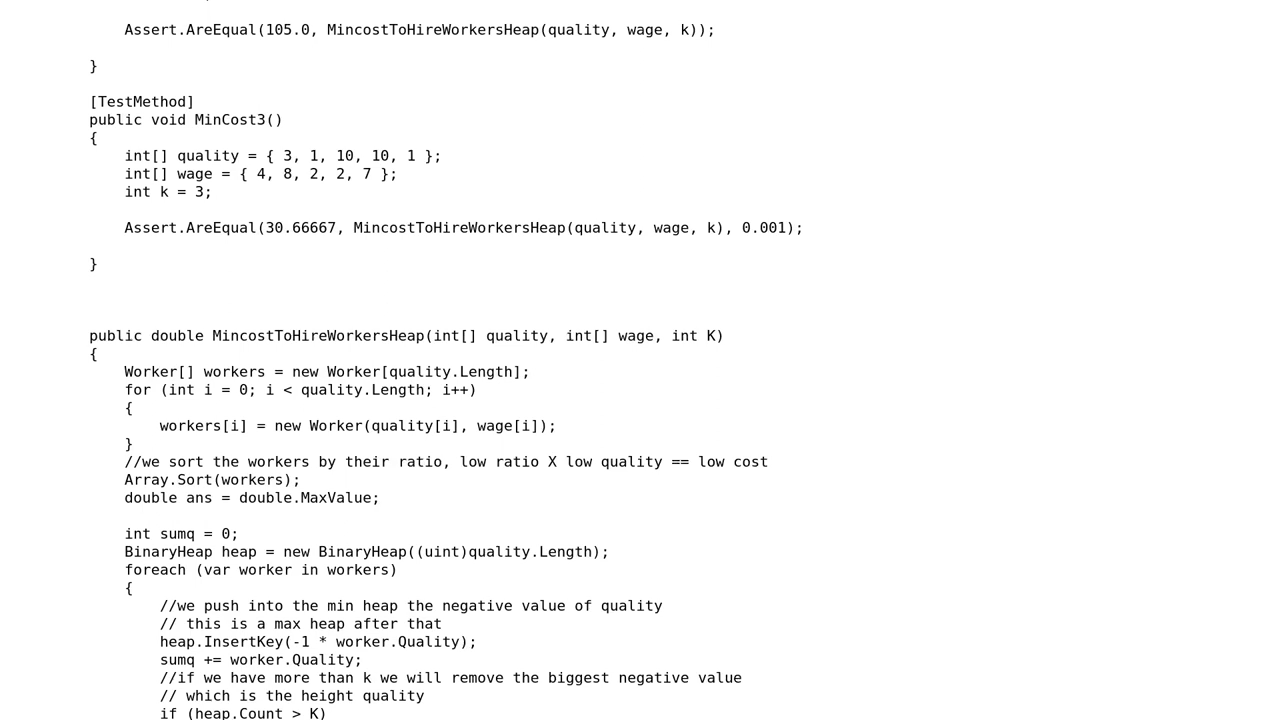 Assert.AreEqual(105.0, MincostToHireWorkersHeap(quality, wage, k));
}
[TestMethod]
public void MinCost3()
{
int[] quality = { 3, 1, 10, 10, 1 };
int[] wage = { 4, 8, 2, 2, 7 };
int k = 3;
Assert.AreEqual(30.66667, MincostToHireWorkersHeap(quality, wage, k), 0.001);
}
public double MincostToHireWorkersHeap(int[] quality, int[] wage, int K)
{
Worker[] workers = new Worker[quality.Length];
for (int i = 0; i < quality.Length; i++)
{
workers[i] = new Worker(quality[i], wage[i]);
}
//we sort the workers by their ratio, low ratio X low quality == low cost
Array.Sort(workers);
double ans = double.MaxValue;
int sumq = 0;
BinaryHeap heap = new BinaryHeap((uint)quality.Length);
foreach (var worker in workers)
{
//we push into the min heap the negative value of quality
// this is a max heap after that
heap.InsertKey(-1 * worker.Quality);
sumq += worker.Quality;
//if we have more than k we will remove the biggest negative value
// which is the height quality
if (heap.Count > K)